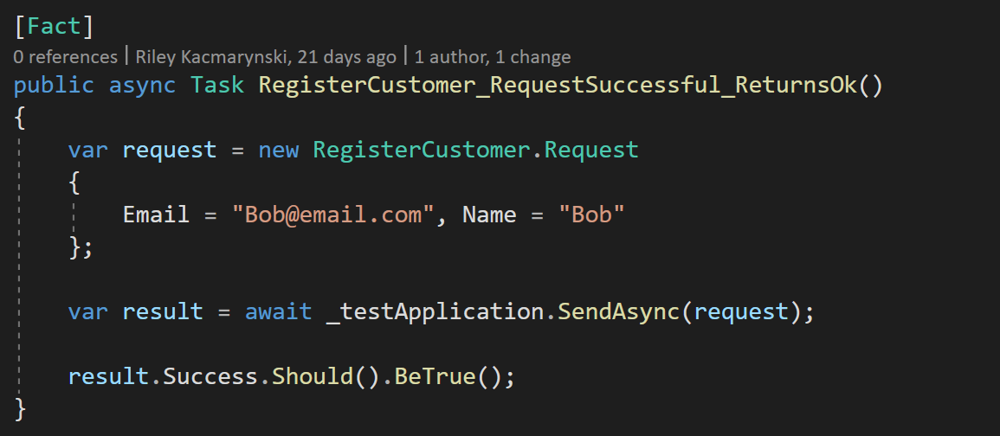 [Fact]
0 references | Riley Kacmarynski, 21 days ago | 1 author, 1 change
public async Task RegisterCustomer_RequestSuccessful_ReturnsOk()
{
    var request = new RegisterCustomer.Request
    {
        Email = "Bob@email.com", Name = "Bob"
    };

    var result = await _testApplication.SendAsync(request);

    result.Success.Should().BeTrue();
}